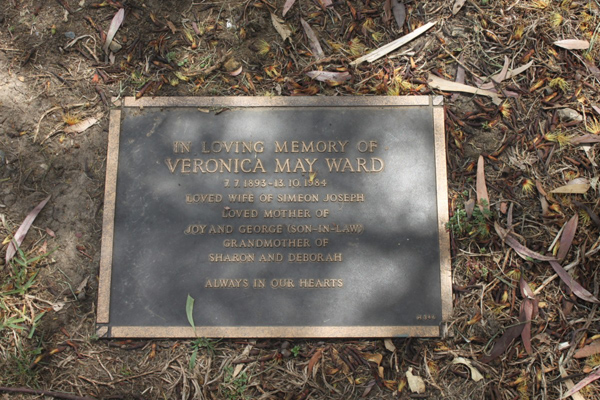 IN LOVING MEMORY OF
VERONICA MAY WARD
7.7.1893-13.10.1984
LOVED WIFE OF SIMEON JOSEPH
LOVED MOTHER OF
JOY AND GEORGE (SON-IN-LAW)
GRANDMOTHER OF
SHARON AND DEBORAH
ALWAYS IN OUR HEARTS